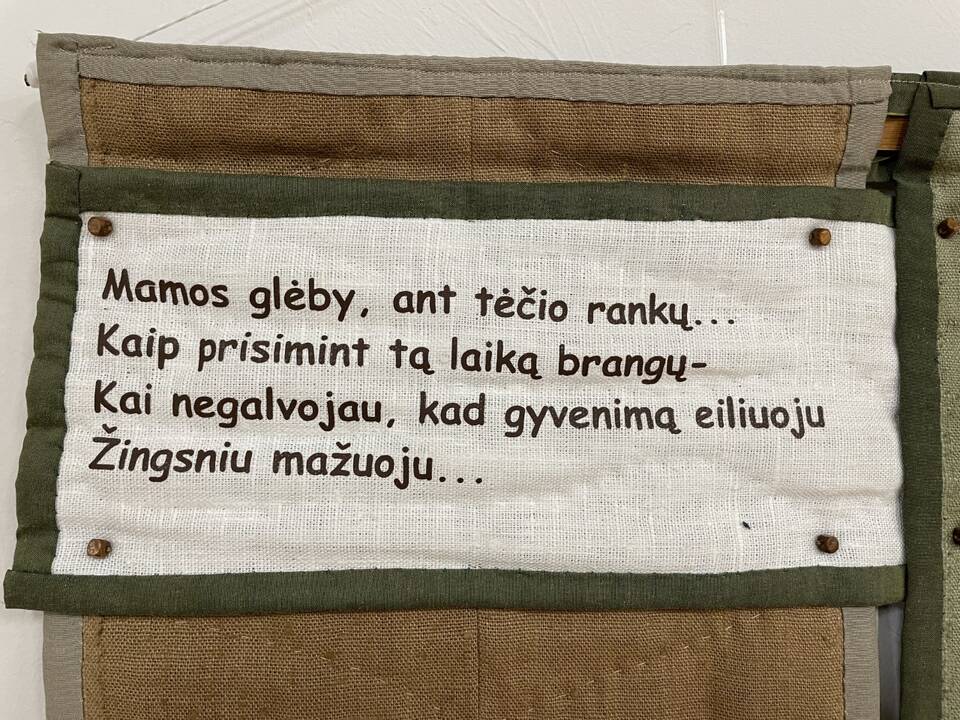 Mamos glėby, ant tėčio rankų...
Kaip prisimint tą laiką brangų-
Kai negalvojau, kad gyvenimą eiliuoju
Žingsniu mažuoju...